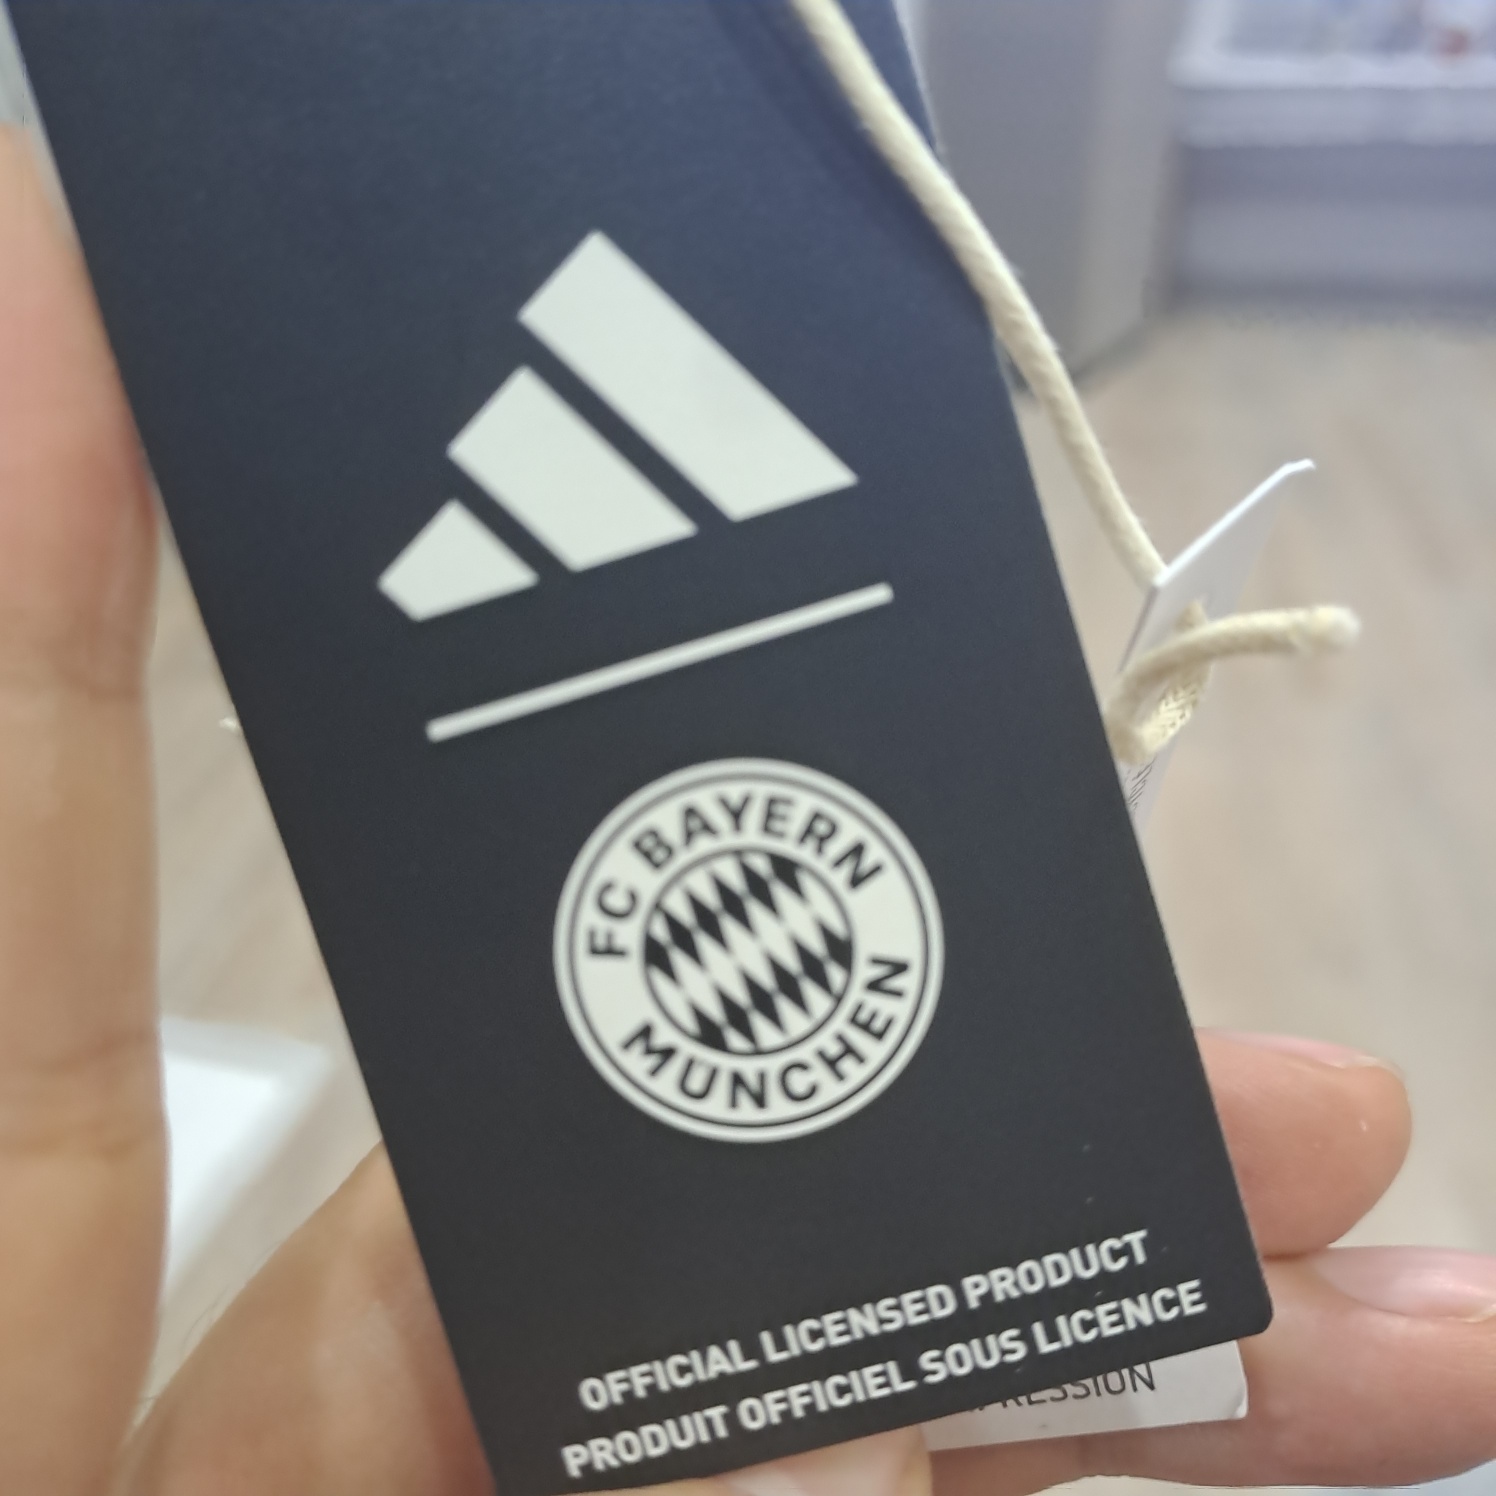 FC BAYERN
MÜNCHEN
OFFICIAL LICENSED PRODUCT
PRODUIT OFFICIEL SOUS LICENCE